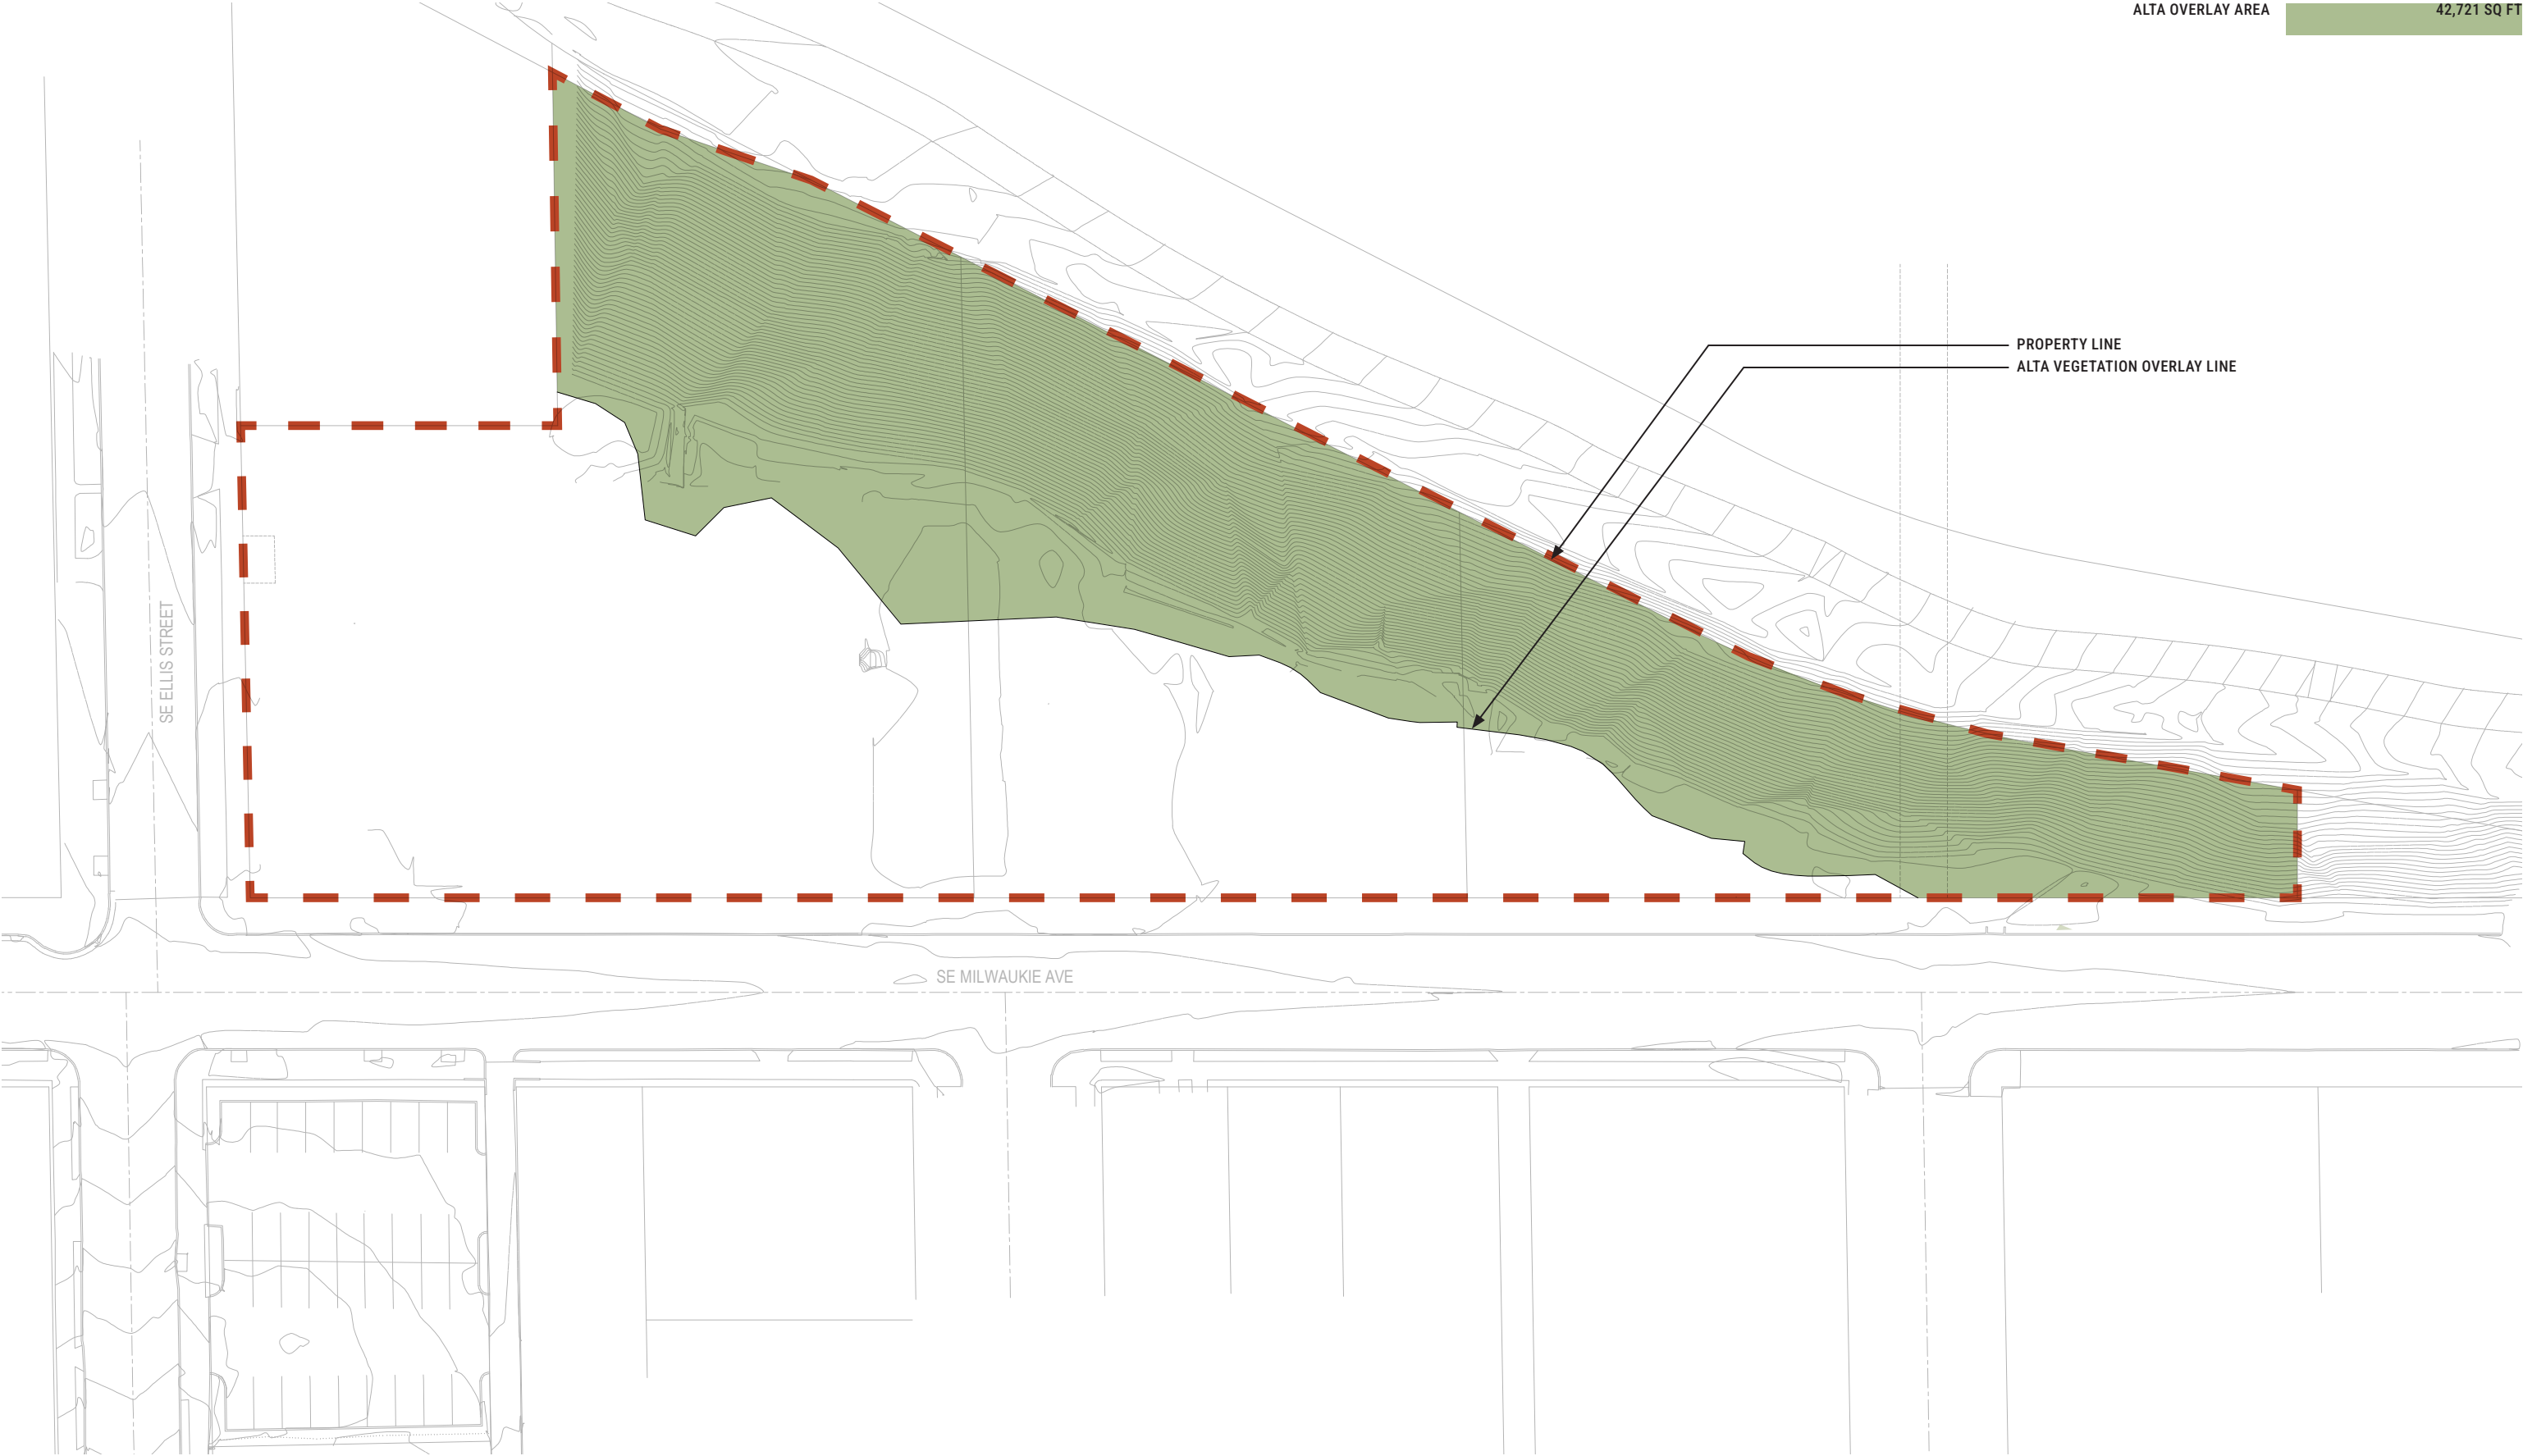 ALTA OVERLAY AREA 42,721 SQ FT
PROPERTY LINE
ALTA VEGETATION OVERLAY LINE
SE ELLIS STREET
SE MILWAUKIE AVE